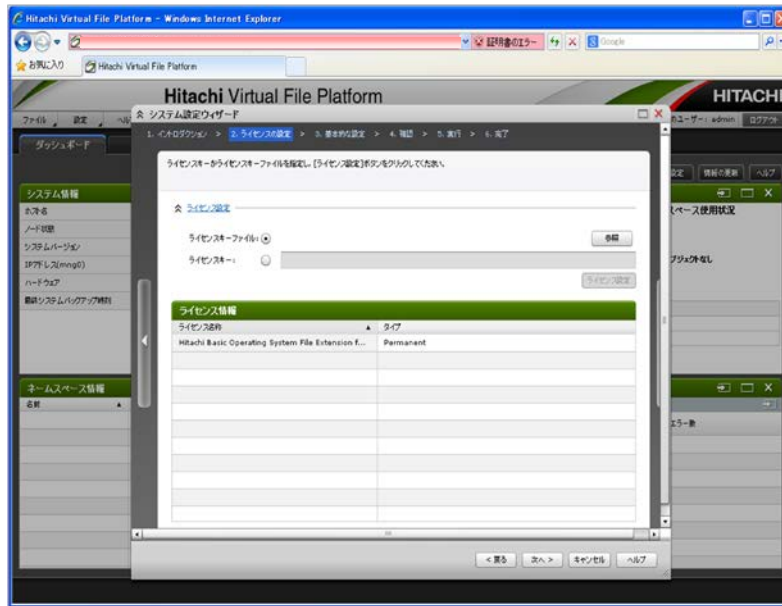 Hitachi Virtual File Platform - Windows Internet Explorer
証明書のエラー
Google
お気に入り
Hitachi Virtual File Platform
Hitachi Virtual File Platform
HITACHI
ファイル 設定 ヘル
システム設定ウィザード
ユーザー: admin ログアウト
1. イントロダクション > 2. ライセンスの設定 > 3. 基本的な設定 > 4. 確認 > 5. 実行 > 6. 完了
ダッシュボード
ライセンスキーかライセンスキーファイルを指定し、[ライセンス設定]ボタンをクリックしてください。
設定 情報の更新 ヘルプ
システム情報
ホスト名
ノード状態
システムバージョン
IPアドレス(mng0)
ハードウェア
最終システムバックアップ時刻
ライセンス設定
ライセンスキーファイル:
参照
ライセンスキー:
ライセンス設定
ペース使用状況
ブジェクトなし
ライセンス情報
ライセンス名称
タイプ
Hitachi Basic Operating System File Extension f...
Permanent
ネームスペース情報
名前
エラー数
< 戻る
次へ >
キャンセル
ヘルプ